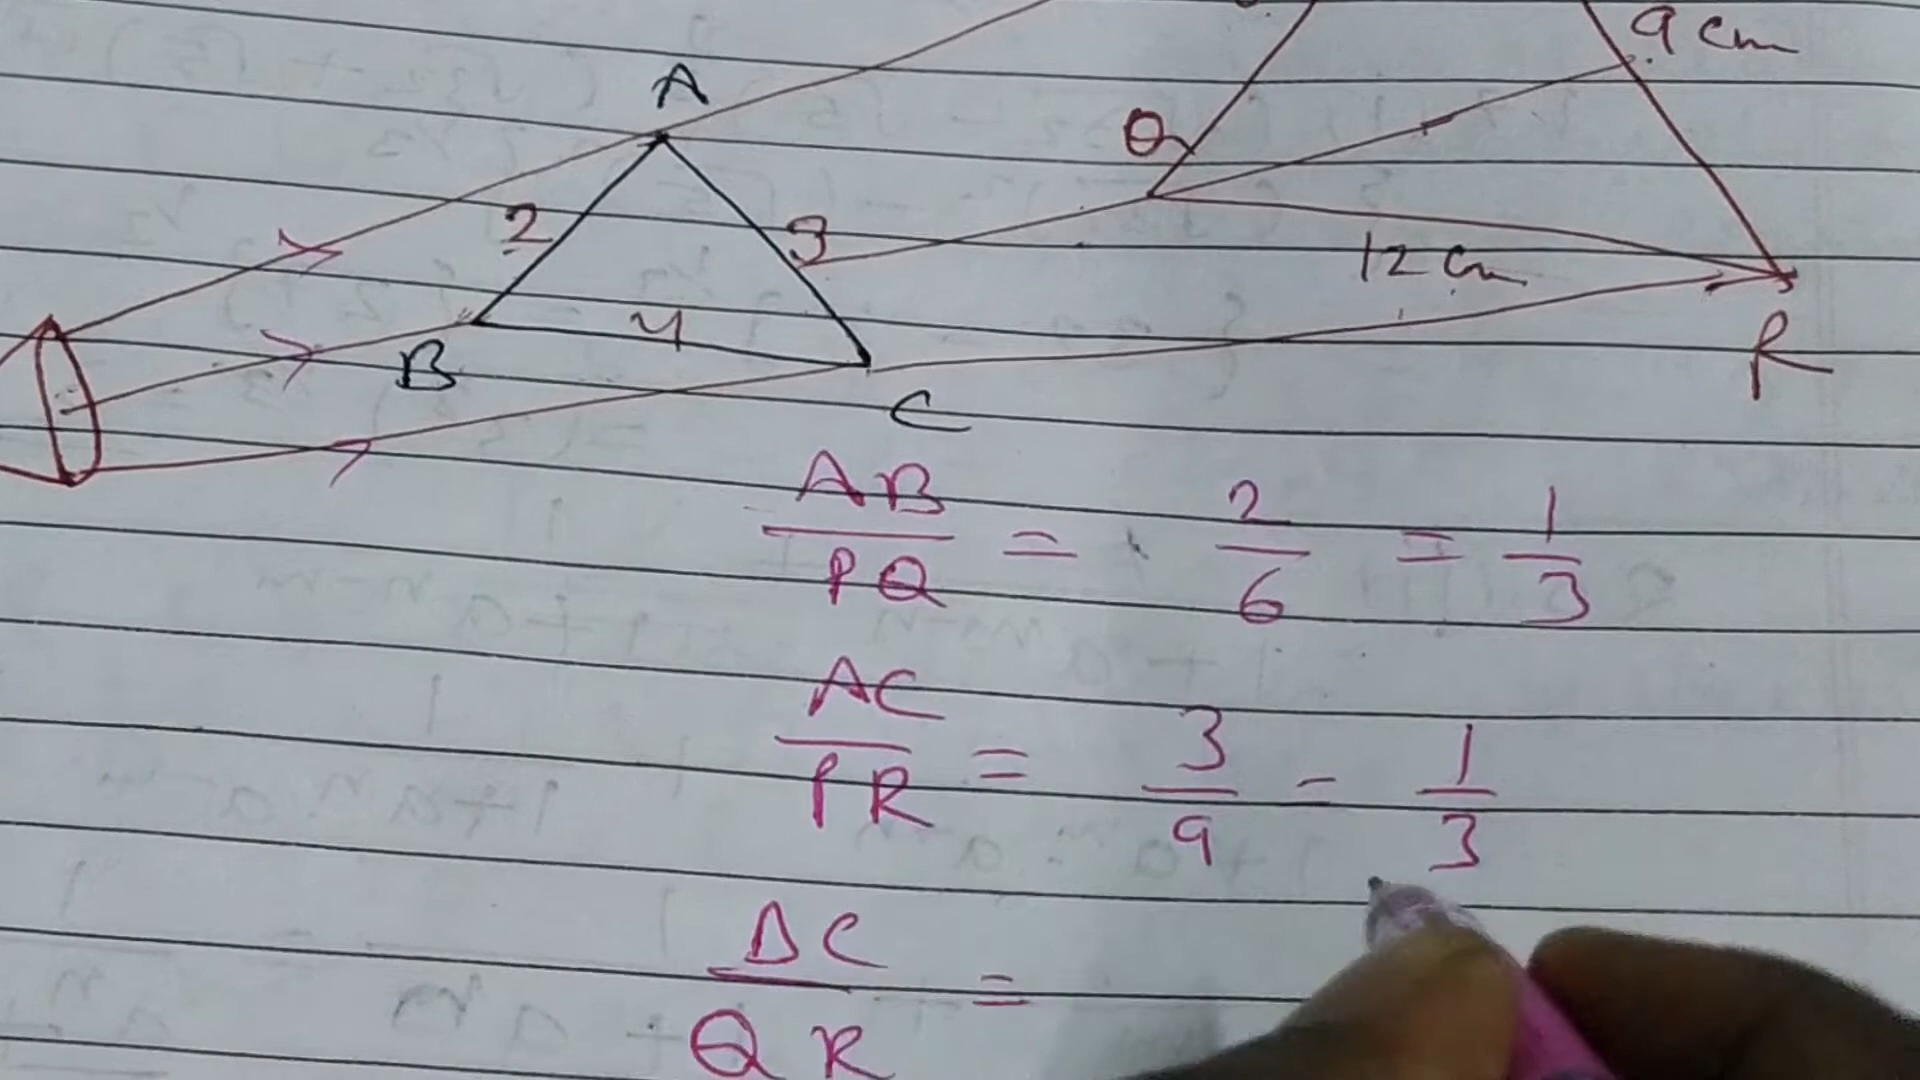 9 cm
A
Q
2
3
12 cm
4
B
R
C
AB/PQ = 2/6 = 1/3
AC/PR = 3/9 - 1/3
BC/QR =